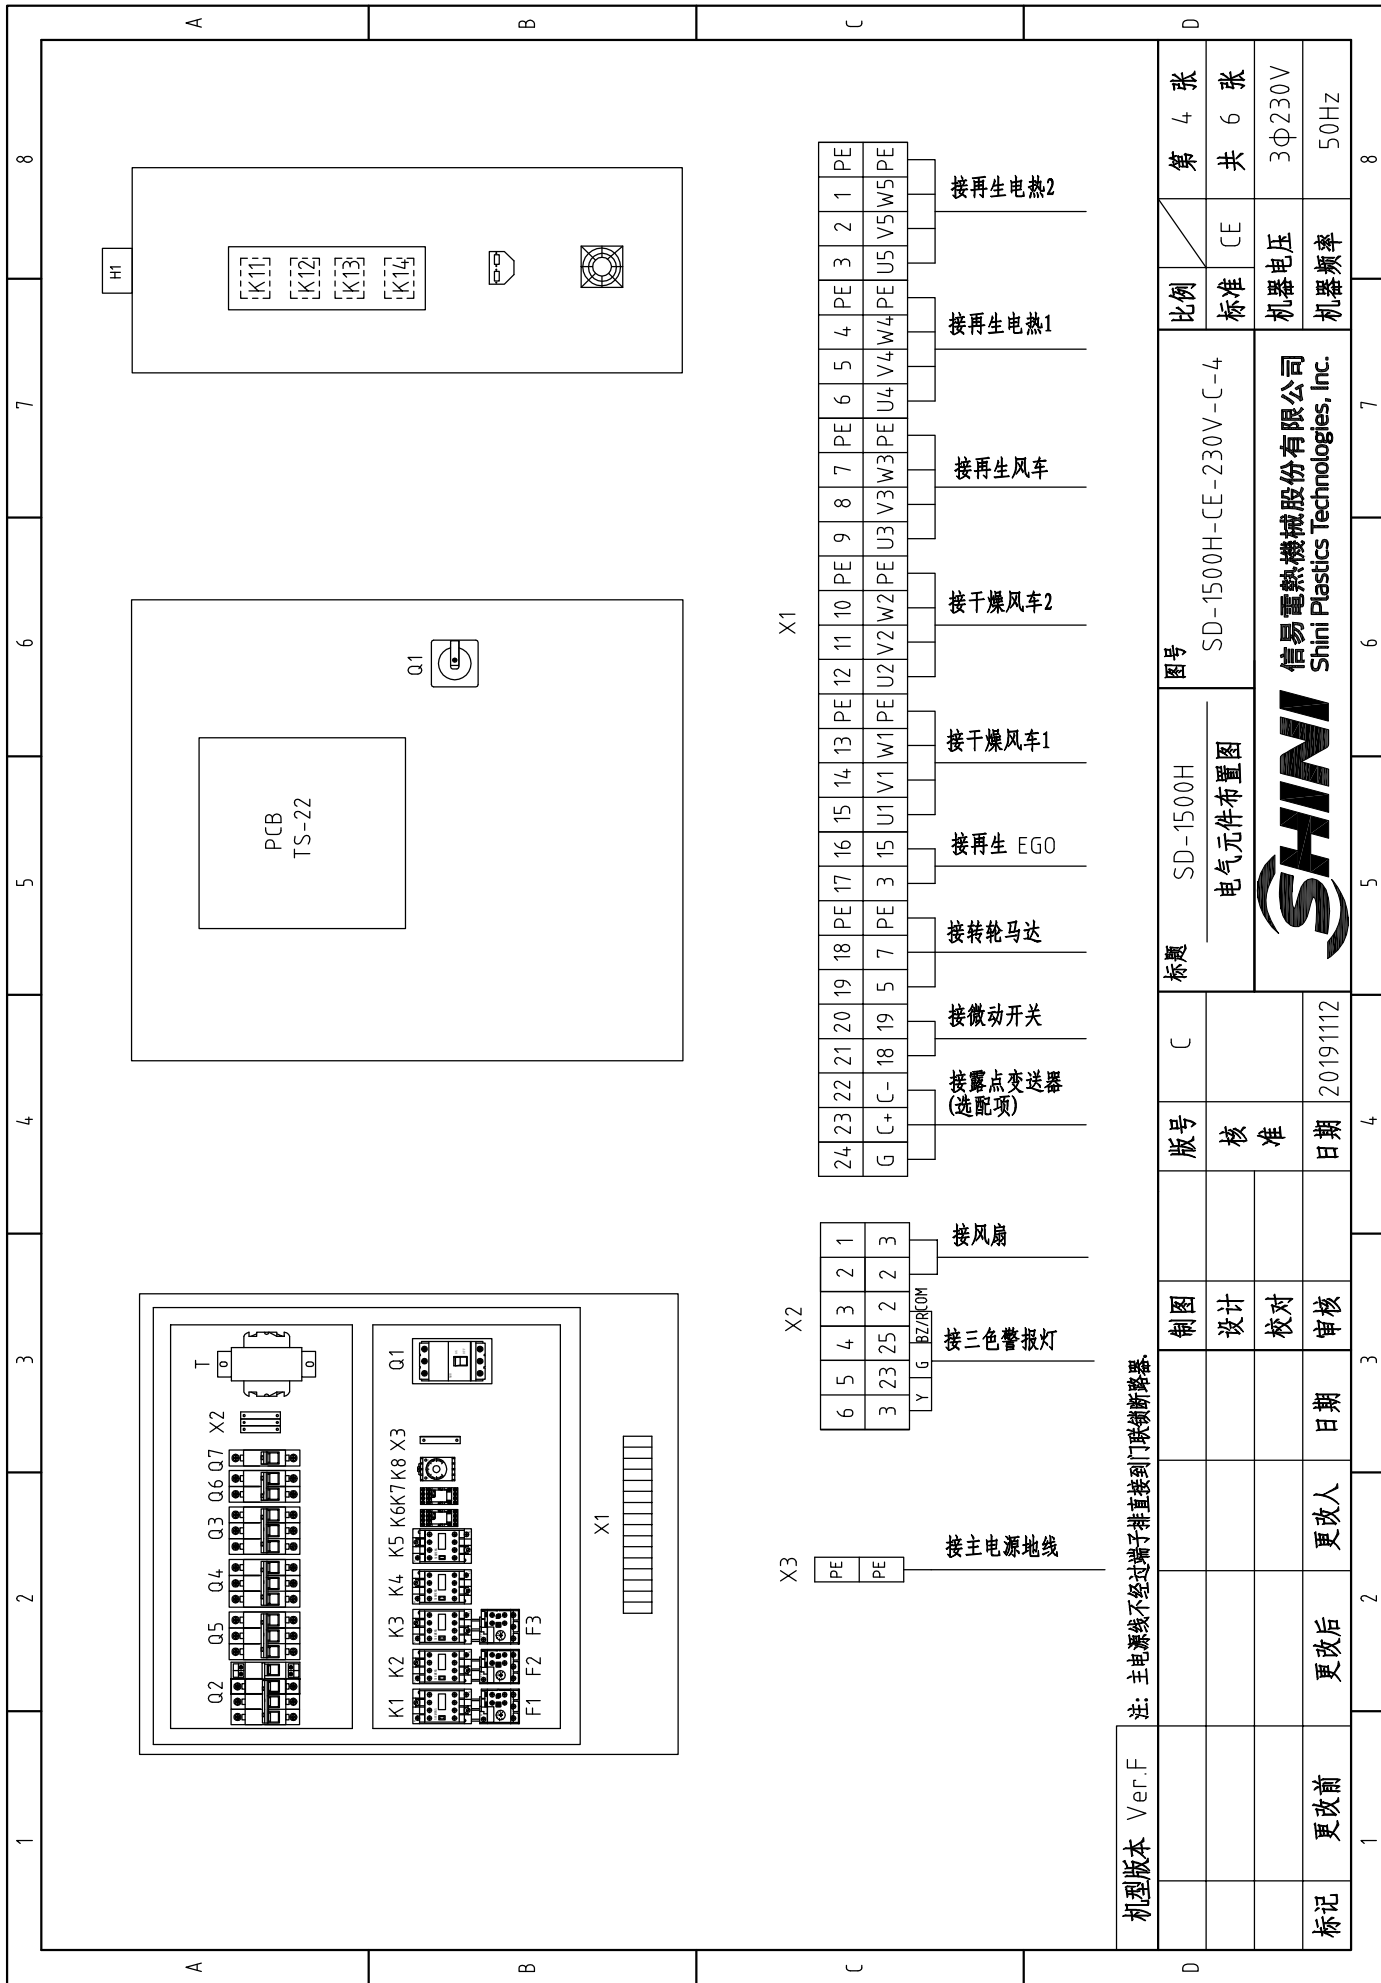 1 2 3 4 5 6 7 8
A
B
C
D
T
X2
Q2 Q5 Q4 Q3 Q6 Q7
Q1
K1 K2 K3 K4 K5 K6 K7 K8 X3
F1 F2 F3
X1
PCB
TS-22
Q1
H1
K11 K12 K13 K14
X3
PE
PE
接主电源地线
X2
6 5 4 3 2 1
3 23 25 2 2 3
Y G BZ/R COM
接三色警报灯
接风扇
X1
24 23 22 21 20 19 18 PE 17 16 15 14 13 PE 12 11 10 PE 9 8 7 PE 6 5 4 PE 3 2 1 PE
G C+ C- 18 19 5 7 PE 3 15 U1 V1 W1 PE U2 V2 W2 PE U3 V3 W3 PE U4 V4 W4 PE U5 V5 W5 PE
接露点变送器
(选配项)
接微动开关
接转轮马达
接再生 EGO
接干燥风车1
接干燥风车2
接再生风车
接再生电热1
接再生电热2
机型版本 Ver.F
注: 主电源线不经过端子排直接到门联锁断路器.
标记 更改前 更改后 更改人 日期
制图
设计
校对
审核
版号 C
核准
日期 20191112
标题
SD-1500H
电气元件布置图
图号
SD-1500H-CE-230V-C-4
SHINI
信易電熱機械股份有限公司
Shini Plastics Technologies, Inc.
比例 第 4 张
标准 CE 共 6 张
机器电压 3Φ230V
机器频率 50Hz
1 2 3 4 5 6 7 8
A
B
C
D